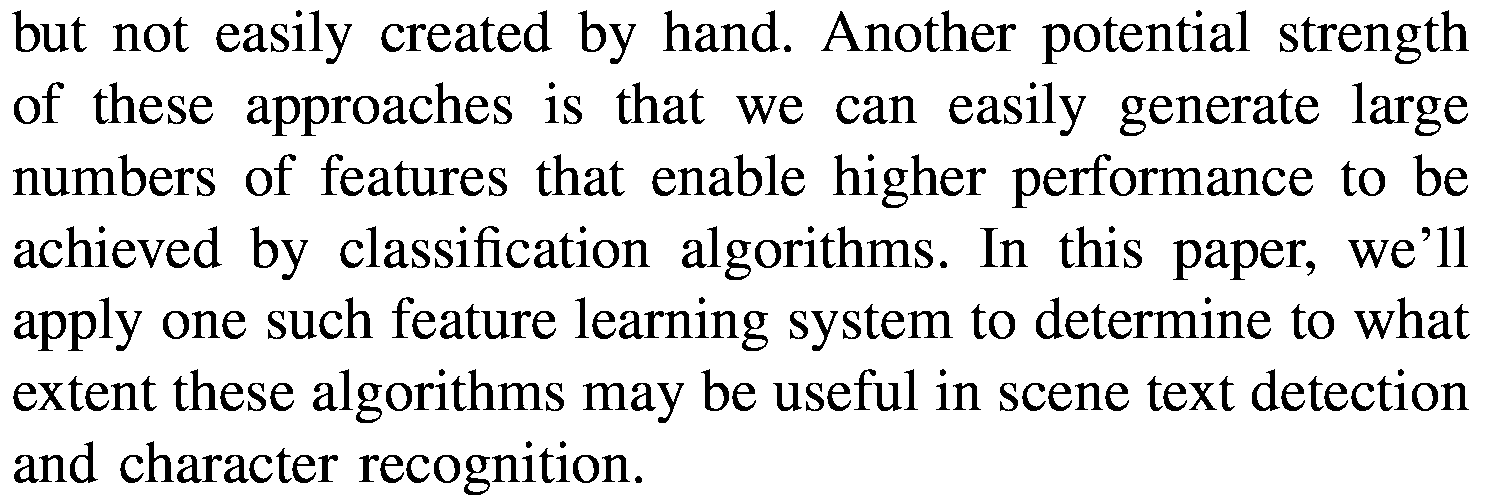 but not easily created by hand. Another potential strength
of these approaches is that we can easily generate large
numbers of features that enable higher performance to be
achieved by classification algorithms. In this paper, we'll
apply one such feature learning system to determine to what
extent these algorithms may be useful in scene text detection
and character recognition.